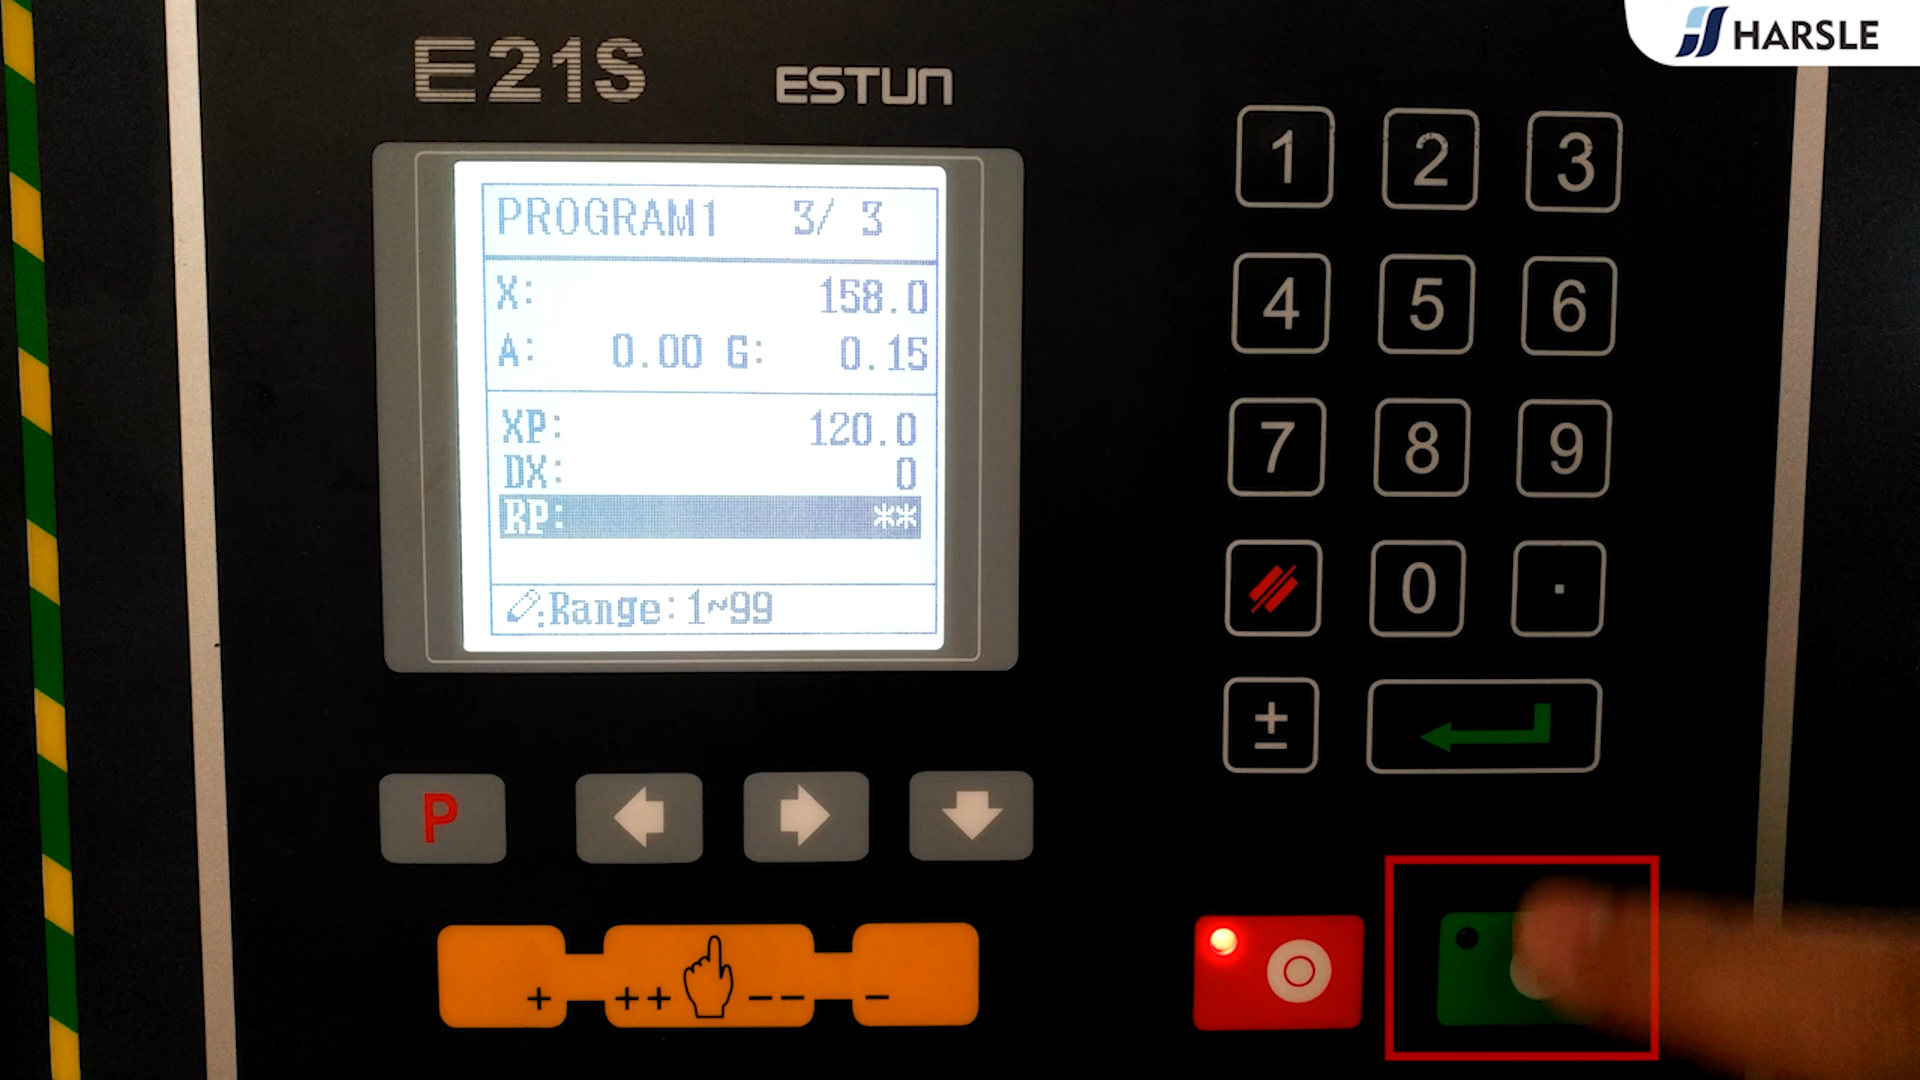 HARSLE
E21S ESTUN
PROGRAM1 3/ 3
X: 158.0
A: 0.00 G: 0.15
XP: 120.0
DX: 0
RP: **
:Range:1~99
1 2 3
4 5 6
7 8 9
0 .
±
P
+ ++ -- -